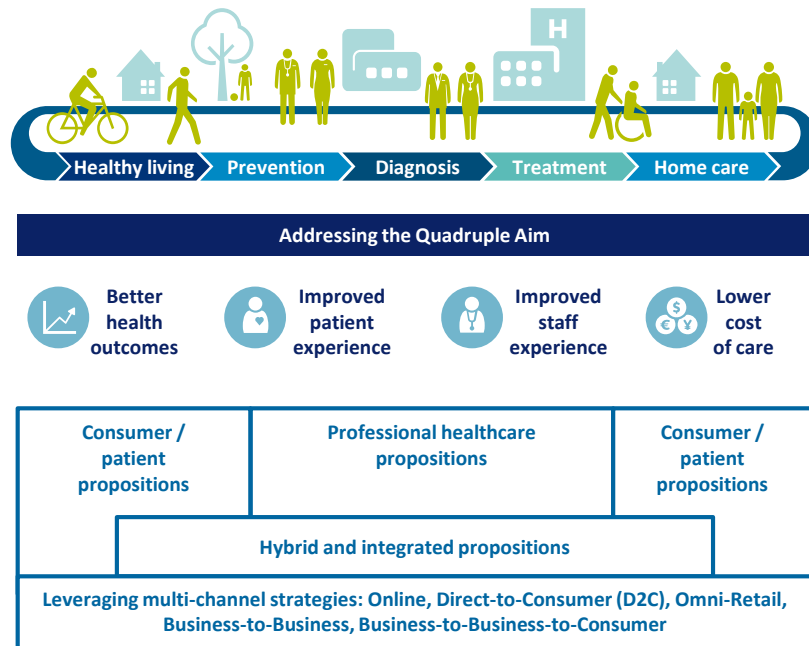 H
Healthy living
Prevention
Diagnosis
Treatment
Home care
Addressing the Quadruple Aim
Better
health
outcomes
Improved
patient
experience
Improved
staff
experience
$
€ ¥
Lower
cost
of care
Consumer /
patient
propositions
Professional healthcare
propositions
Consumer /
patient
propositions
Hybrid and integrated propositions
Leveraging multi-channel strategies: Online, Direct-to-Consumer (D2C), Omni-Retail,
Business-to-Business, Business-to-Business-to-Consumer